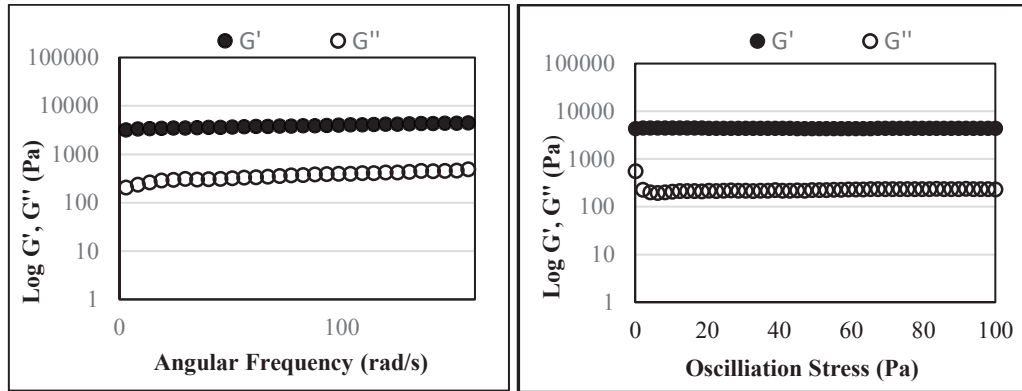 G' G''
100000
10000
1000
100
10
1
0 100
Log G', G'' (Pa)
Angular Frequency (rad/s)
G' G''
100000
10000
1000
100
10
1
0 20 40 60 80 100
Log G', G'' (Pa)
Oscilliation Stress (Pa)